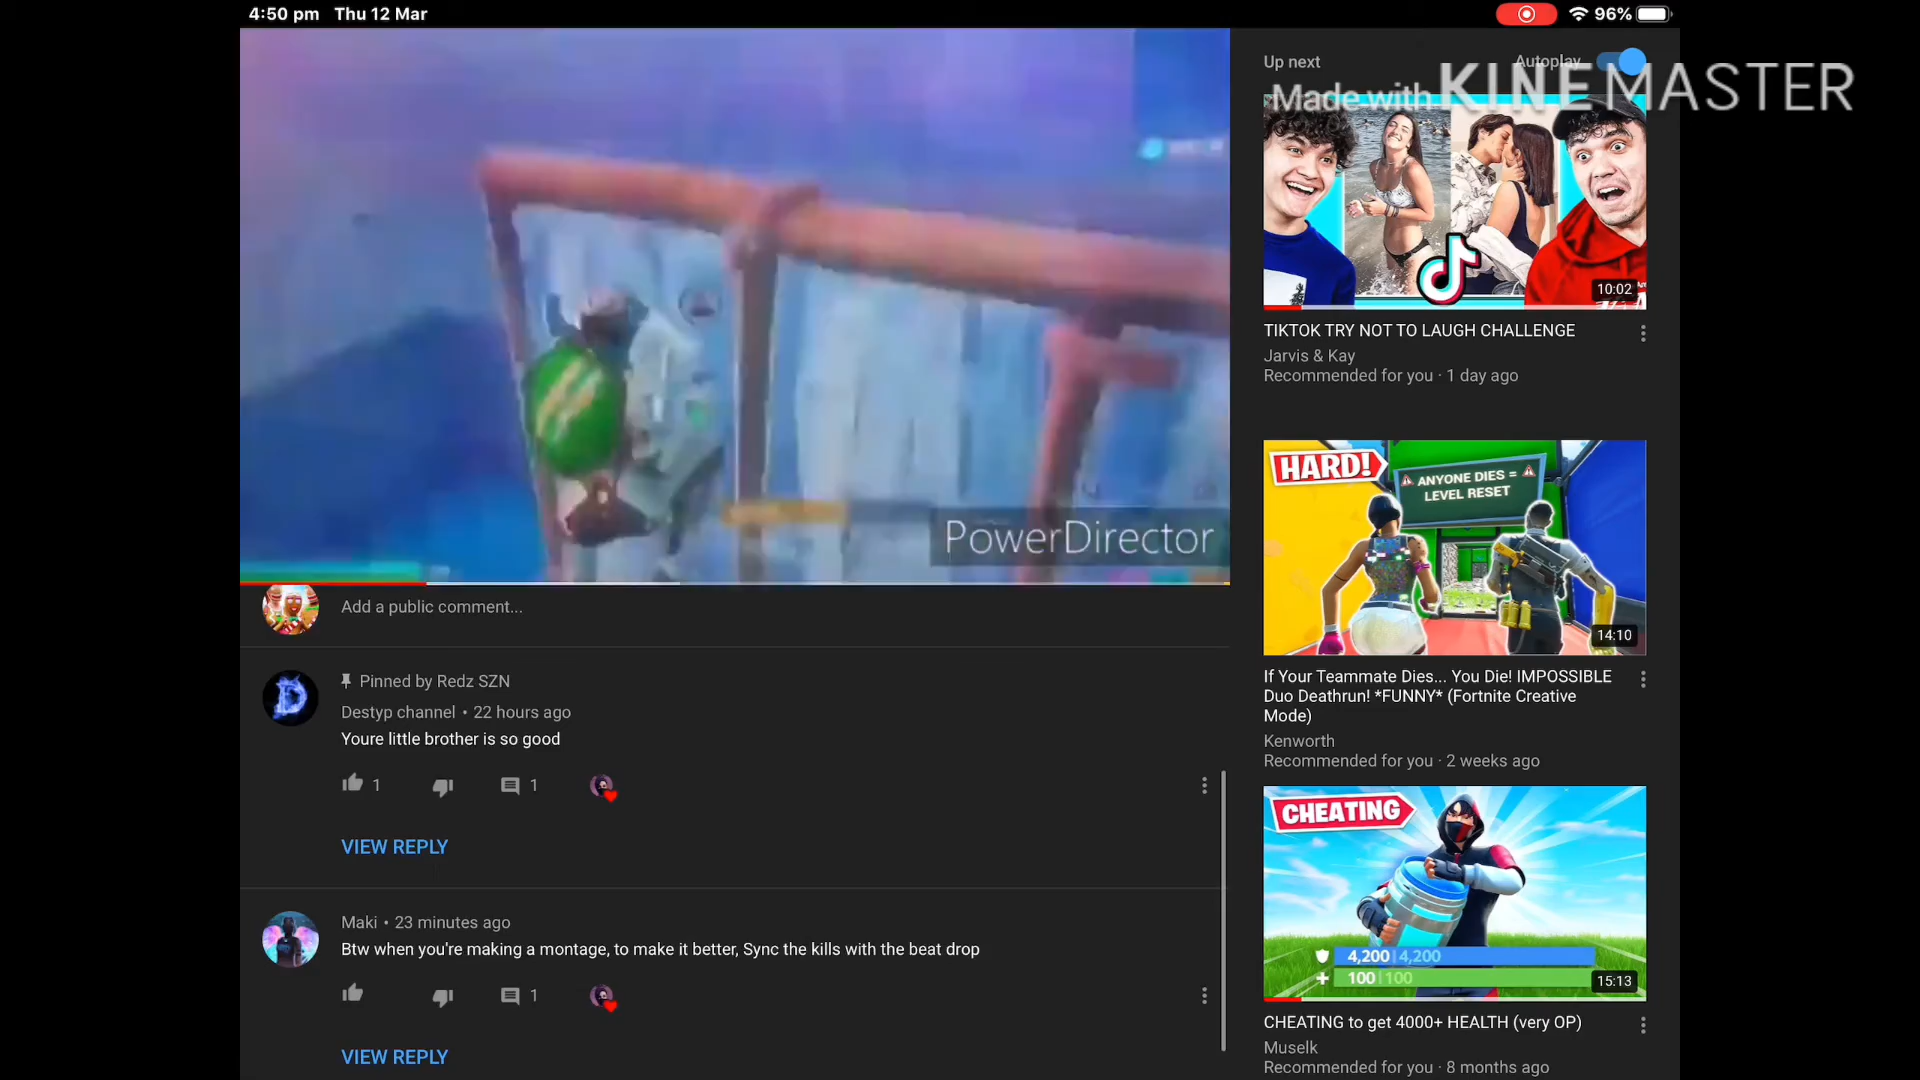 4:50 pm Thu 12 Mar
96%
Up next
Autoplay
Made with KINEMASTER
10:02
TIKTOK TRY NOT TO LAUGH CHALLENGE
Jarvis & Kay
Recommended for you · 1 day ago
HARD!
ANYONE DIES =
LEVEL RESET
14:10
If Your Teammate Dies... You Die! IMPOSSIBLE
Duo Deathrun! *FUNNY* (Fortnite Creative
Mode)
Kenworth
Recommended for you · 2 weeks ago
CHEATING
4,200|4,200
100|100
15:13
CHEATING to get 4000+ HEALTH (very OP)
Muselk
Recommended for you · 8 months ago
PowerDirector
Add a public comment...
D
Pinned by Redz SZN
Destyp channel • 22 hours ago
Youre little brother is so good
1
1
VIEW REPLY
Maki • 23 minutes ago
Btw when you're making a montage, to make it better, Sync the kills with the beat drop
1
VIEW REPLY